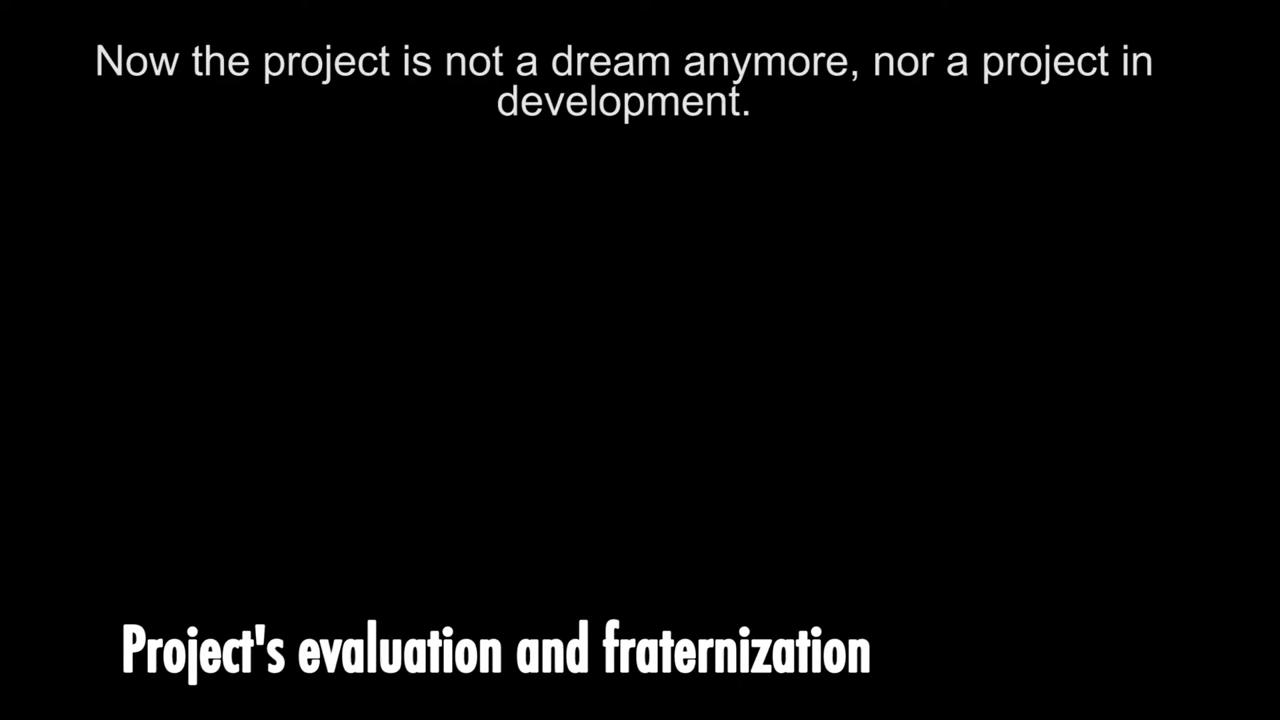 Now the project is not a dream anymore, nor a project in
development.
Project's evaluation and fraternization